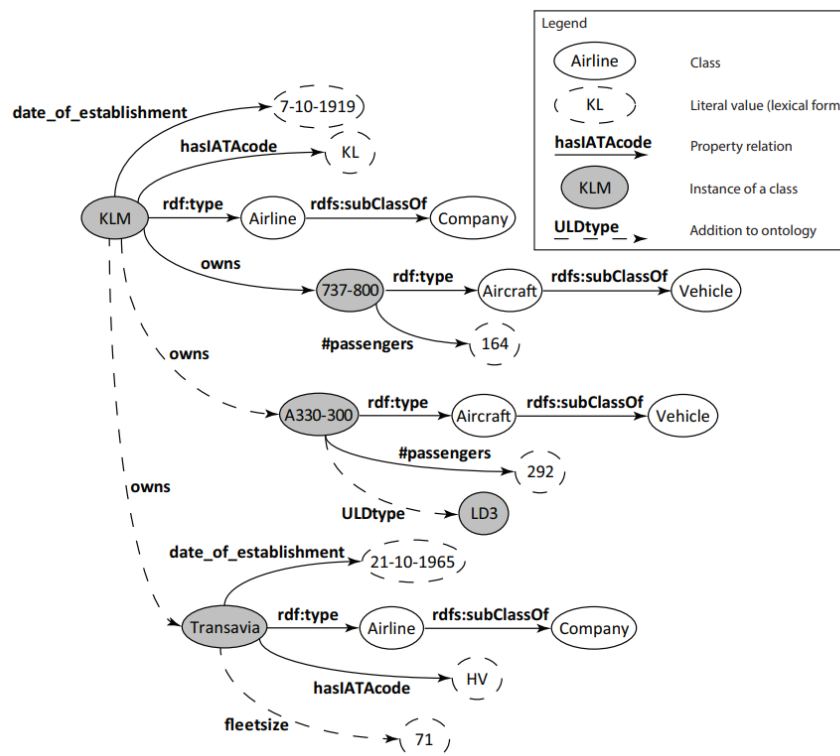 Legend
Airline
Class
KL
Literal value (lexical form
hasIATAcode
Property relation
KLM
Instance of a class
ULDtype
Addition to ontology
date_of_establishment
7-10-1919
hasIATAcode
KL
KLM
rdf:type
Airline
rdfs:subClassOf
Company
owns
737-800
rdf:type
Aircraft
rdfs:subClassOf
Vehicle
#passengers
164
owns
A330-300
rdf:type
Aircraft
rdfs:subClassOf
Vehicle
#passengers
292
ULDtype
LD3
owns
date_of_establishment
21-10-1965
Transavia
rdf:type
Airline
rdfs:subClassOf
Company
hasIATAcode
HV
fleetsize
71